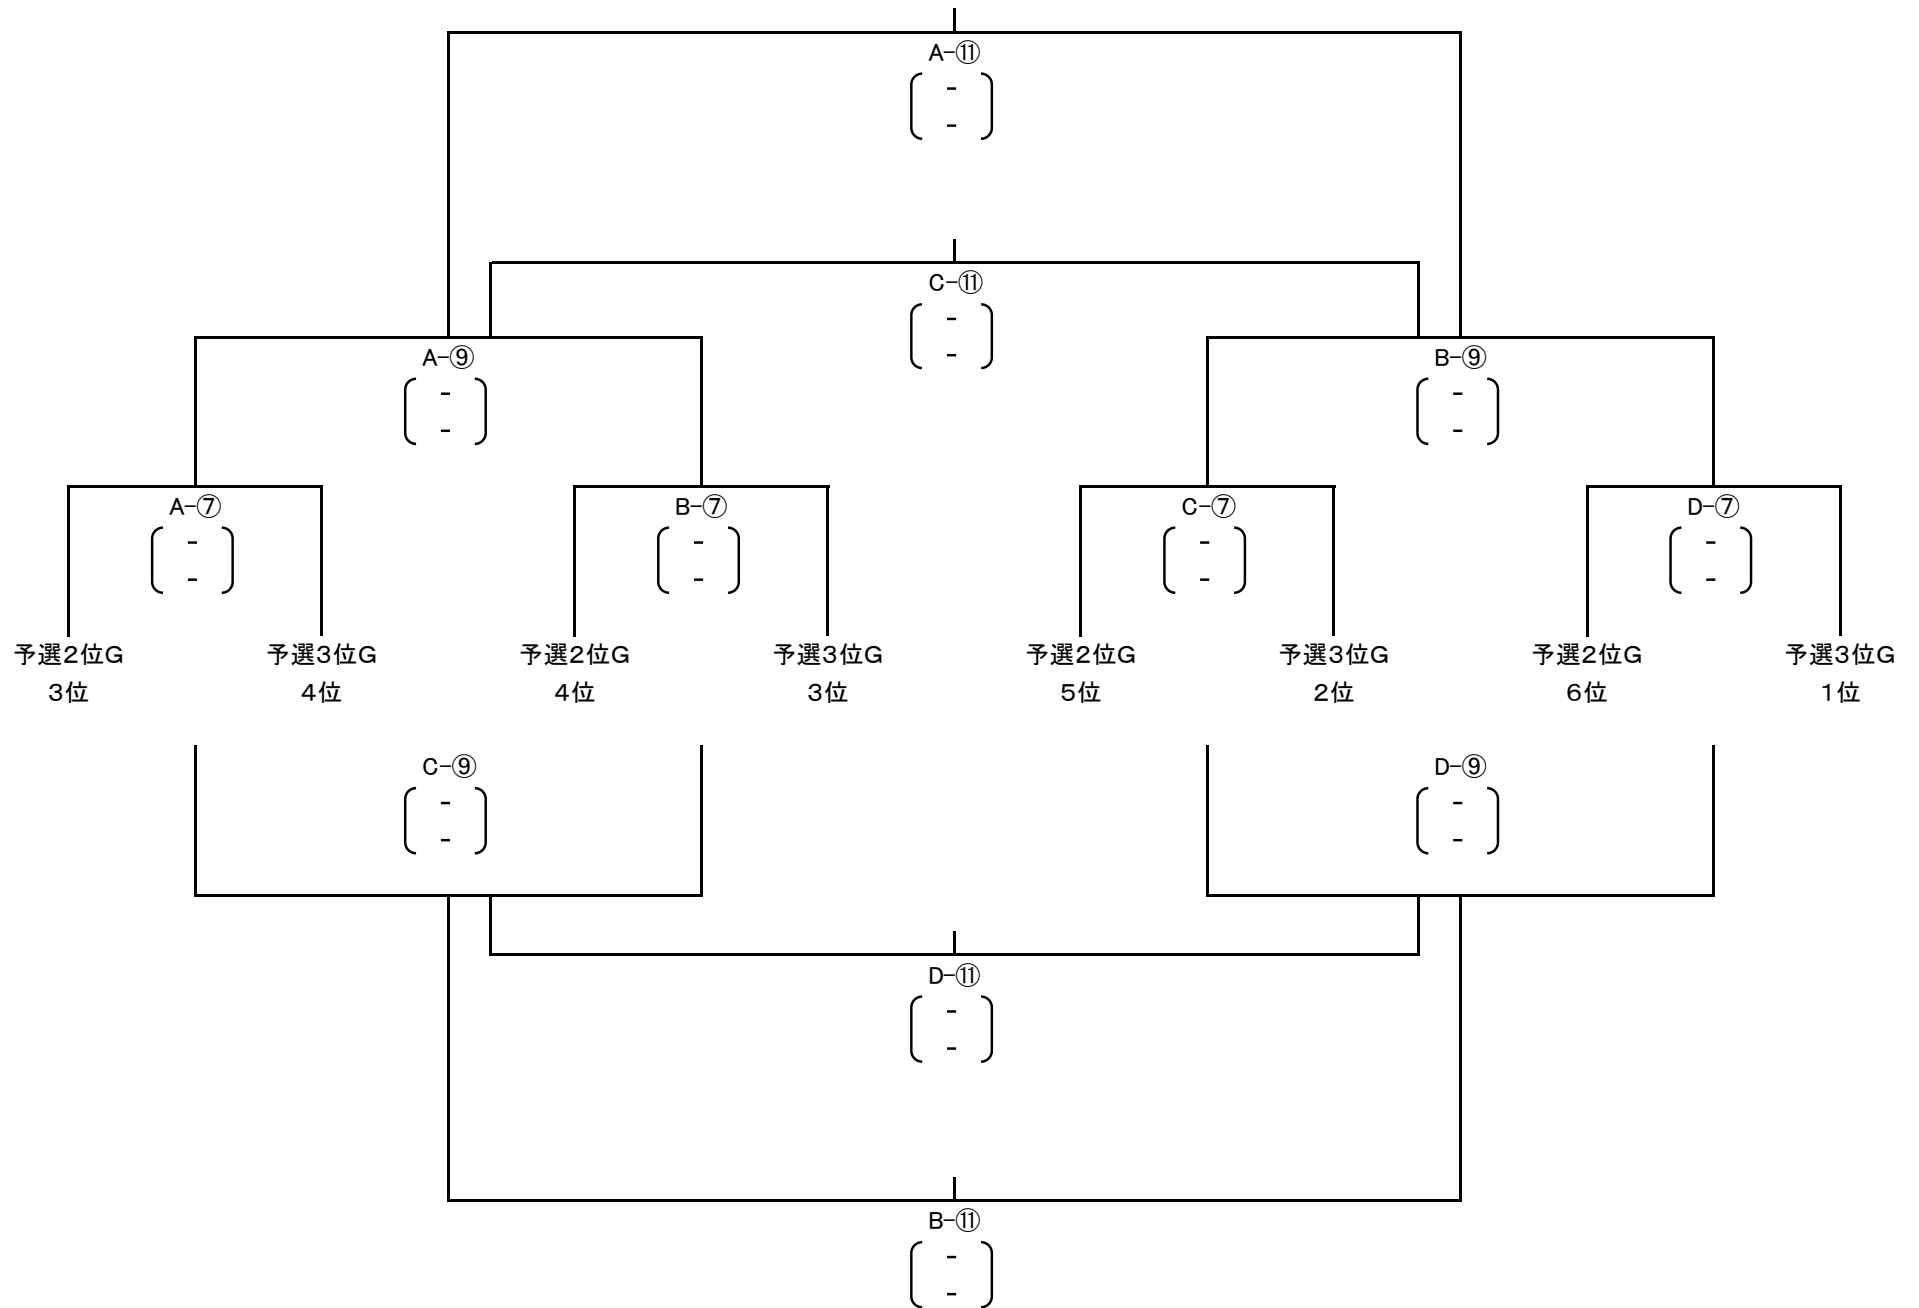 A-⑪
-
-
C-⑪
-
-
A-⑨
-
-
B-⑨
-
-
A-⑦
-
-
B-⑦
-
-
C-⑦
-
-
D-⑦
-
-
予選2位G
3位
予選3位G
4位
予選2位G
4位
予選3位G
3位
予選2位G
5位
予選3位G
2位
予選2位G
6位
予選3位G
1位
C-⑨
-
-
D-⑨
-
-
D-⑪
-
-
B-⑪
-
-